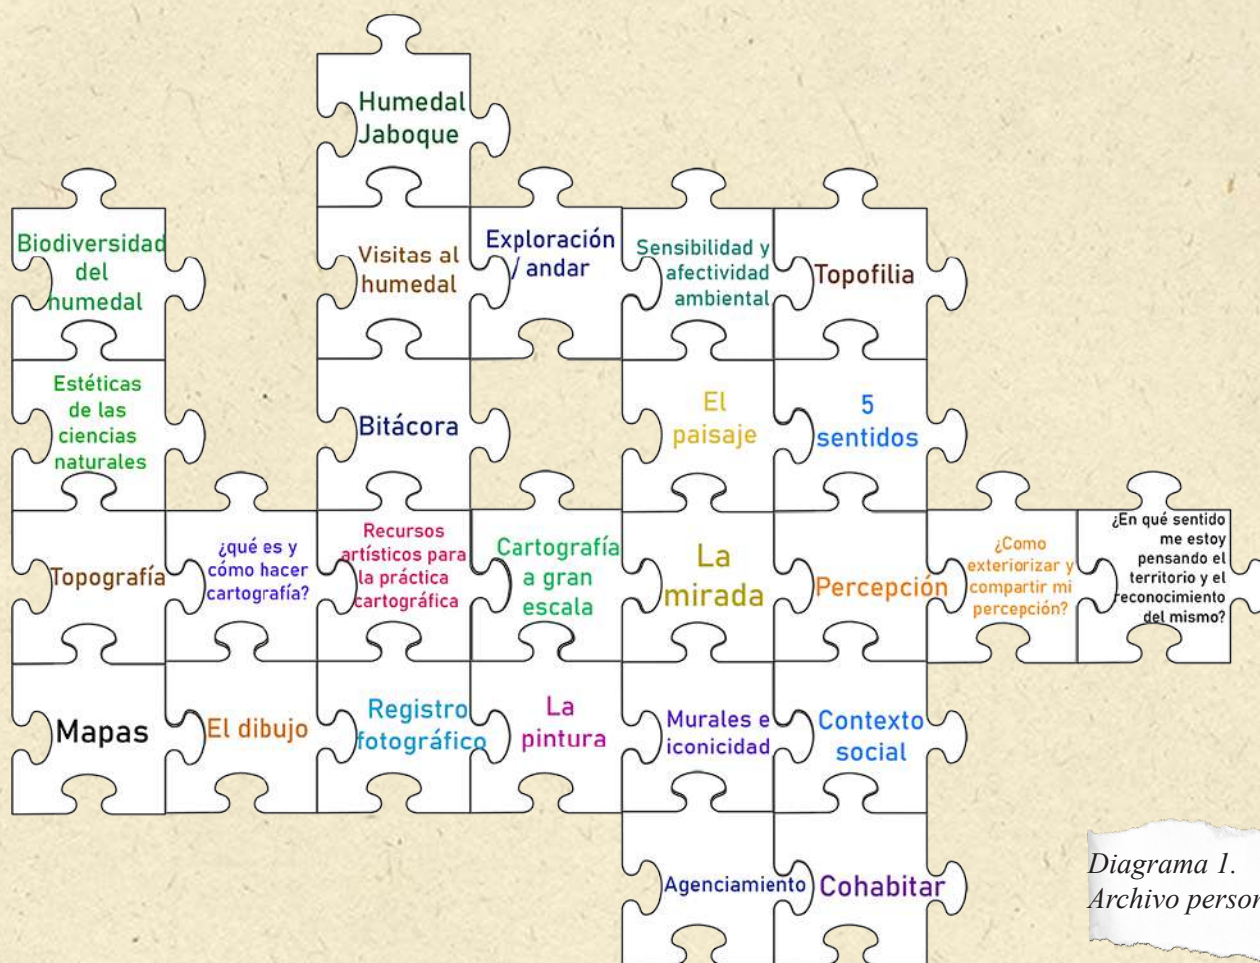 Humedal
Jaboque
Biodiversidad
del
humedal
Visitas al
humedal
Exploración
/ andar
Sensibilidad y
afectividad
ambiental
Topofilia
Estéticas
de las
ciencias
naturales
Bitácora
El
paisaje
5
sentidos
Topografía
¿qué es y
cómo hacer
cartografía?
Recursos
artísticos para
la práctica
cartográfica
Cartografía
a gran
escala
La
mirada
Percepción
¿Como
exteriorizar y
compartir mi
percepción?
¿En qué sentido
me estoy
pensando el
territorio y el
reconocimiento
del mismo?
Mapas
El dibujo
Registro
fotográfico
La
pintura
Murales e
iconicidad
Contexto
social
Agenciamiento
Cohabitar
Diagrama 1.
Archivo